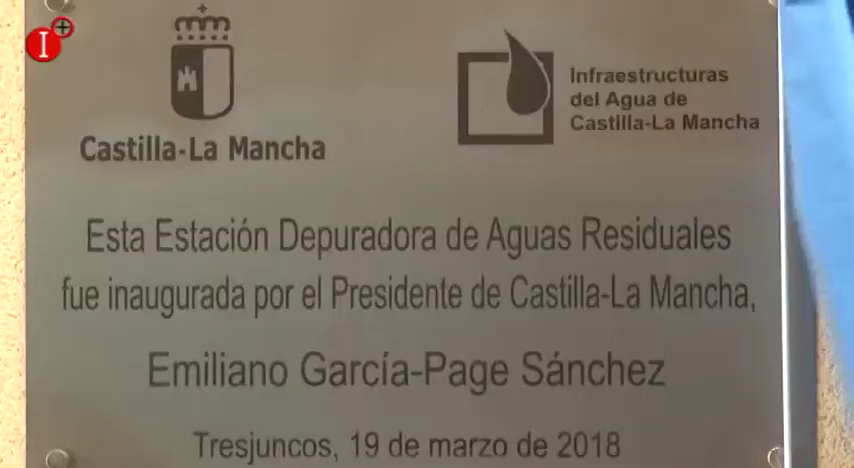 I+
Castilla-La Mancha
Infraestructuras
del Agua de
Castilla-La Mancha
Esta Estación Depuradora de Aguas Residuales
fue inaugurada por el Presidente de Castilla-La Mancha,
Emiliano García-Page Sánchez
Tresjuncos, 19 de marzo de 2018